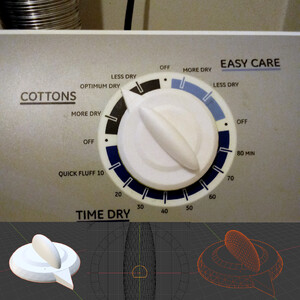 EASY CARE
OFF
LESS DRY
MORE DRY
OPTIMUM DRY
LESS DRY
COTTONS
MORE DRY
OFF
OFF
80 MIN
QUICK FLUFF 10
70
20
60
30
40
50
TIME DRY